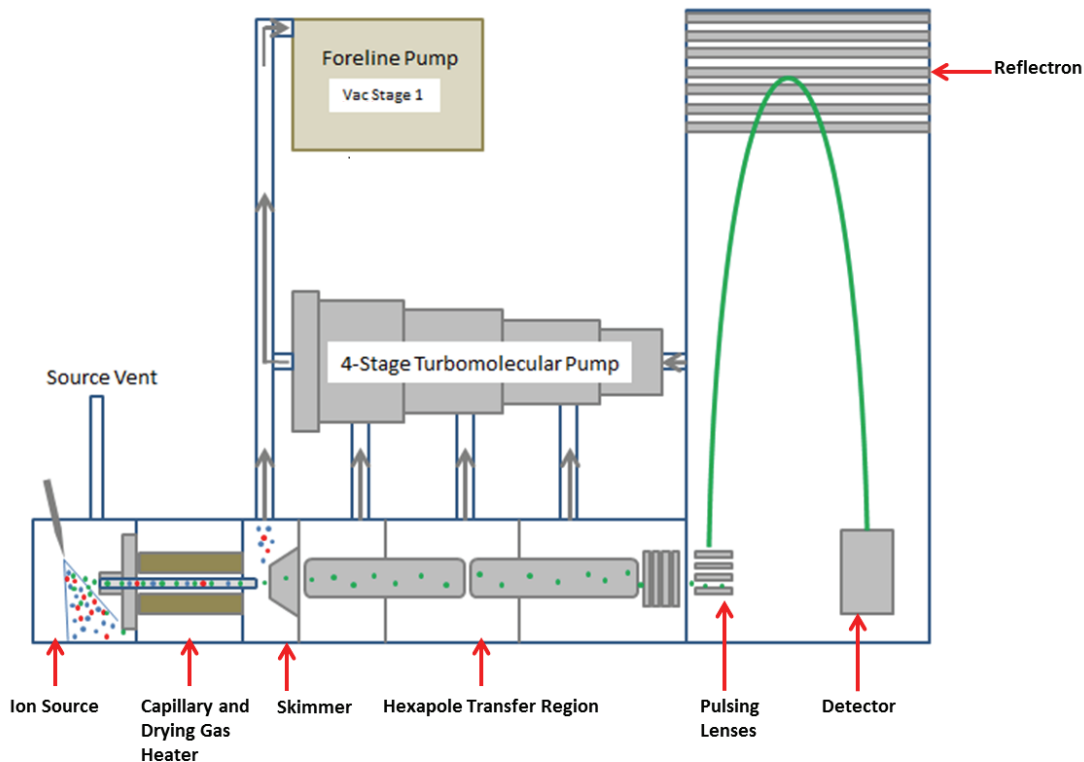 Foreline Pump
Vac Stage 1
Reflectron
4-Stage Turbomolecular Pump
Source Vent
Ion Source
Capillary and
Drying Gas
Heater
Skimmer
Hexapole Transfer Region
Pulsing
Lenses
Detector